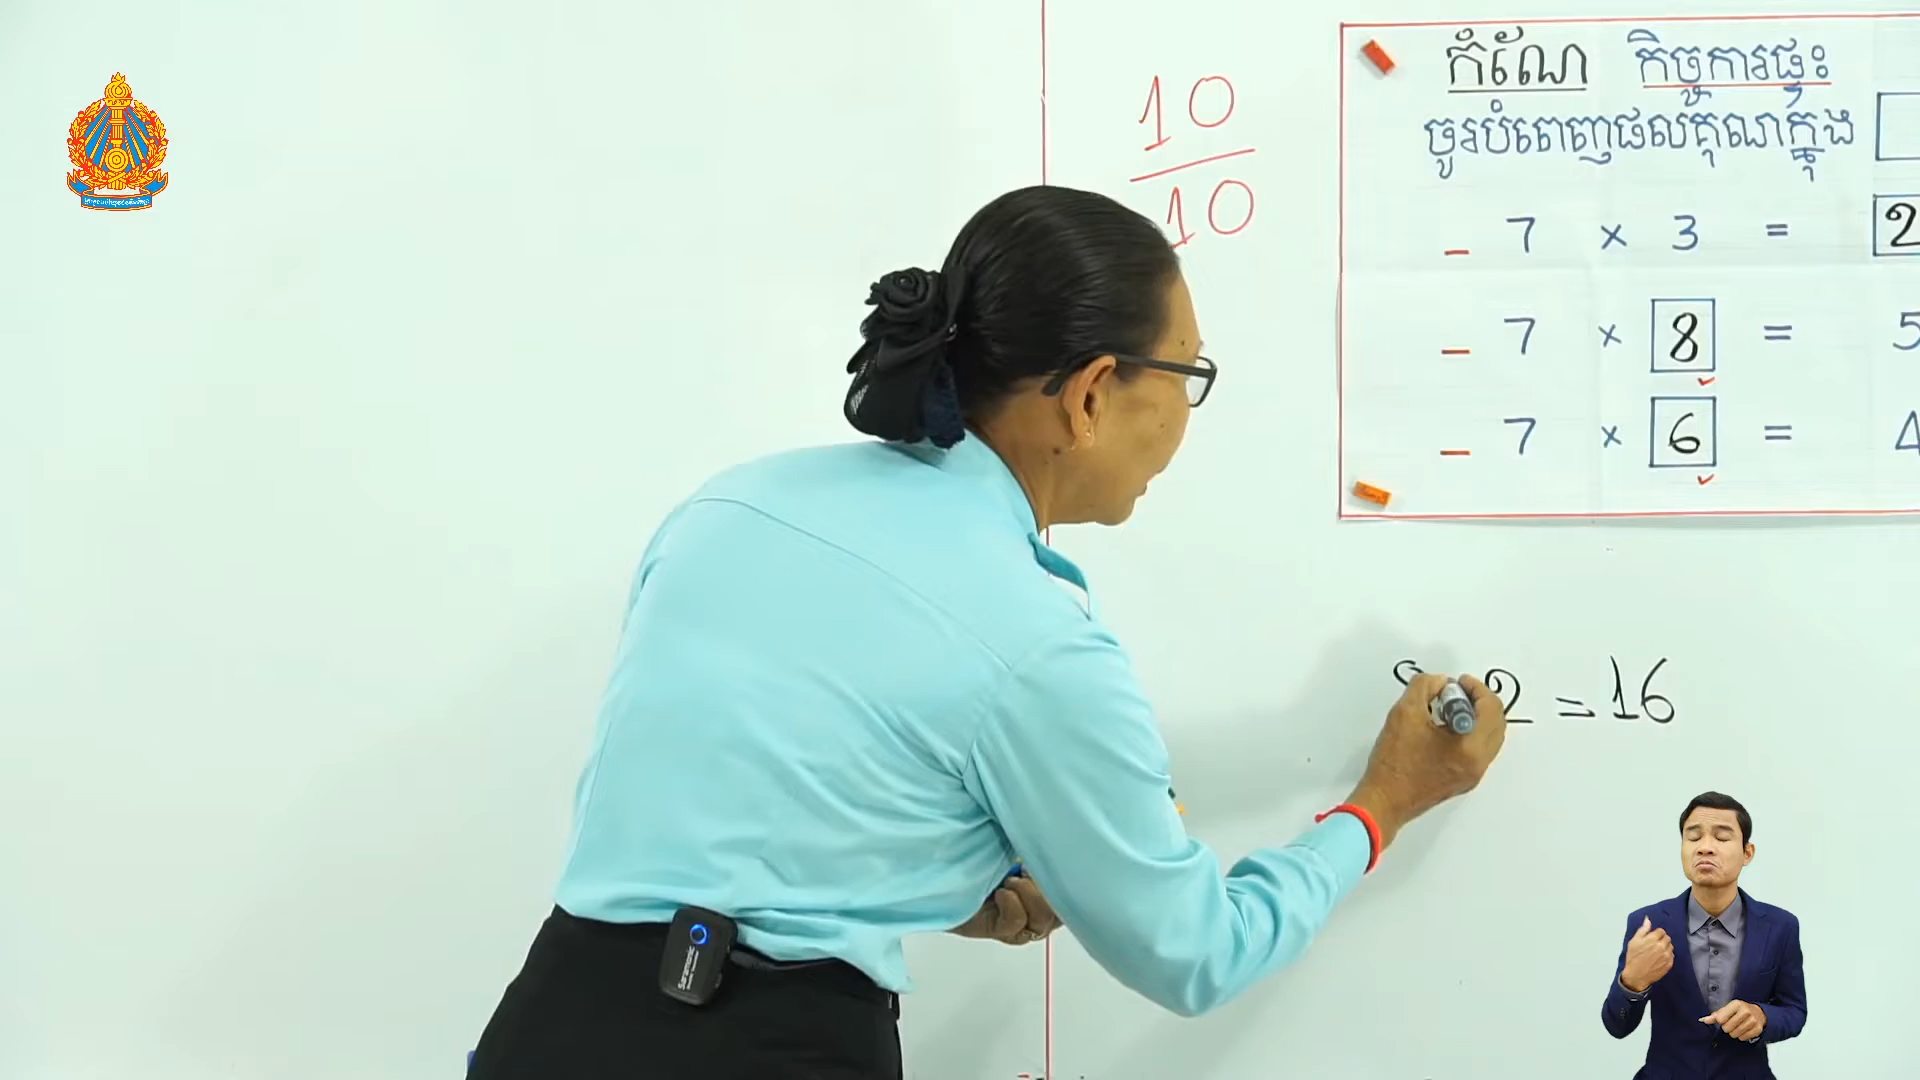 10
10
កំណែ កិច្ចការផ្ទះ
ចូរបំពេញផលគុណក្នុង
_ 7 × 3 = 2
_ 7 × 8 = 5
_ 7 × 6 = 4
2 = 16
Saramonic